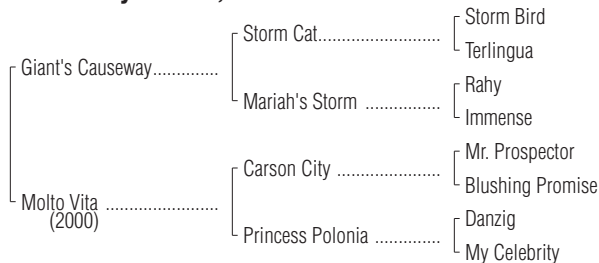 Storm Bird
Storm Cat..................
Terlingua
Giant's Causeway..............
Rahy
Mariah's Storm ................
Immense
Mr. Prospector
Carson City ......................
Blushing Promise
Molto Vita ........................
(2000)
Danzig
Princess Polonia ..............
My Celebrity